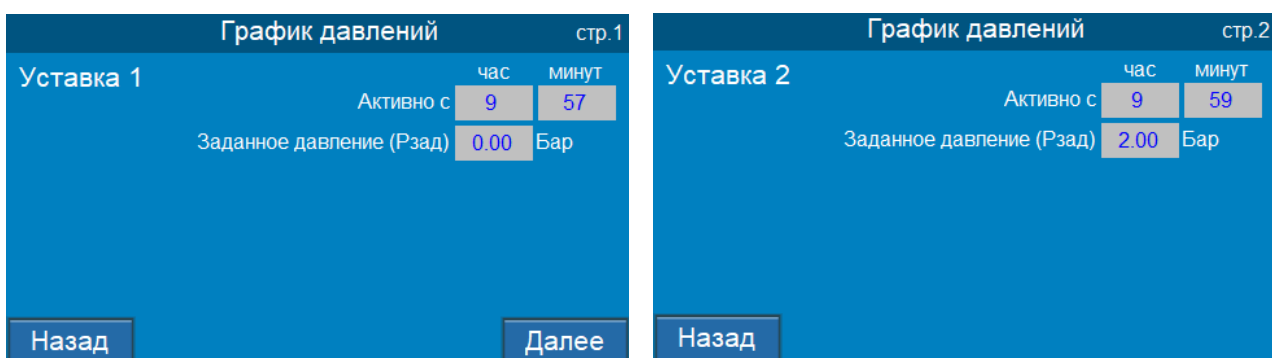 График давлений стр.1
Уставка 1
час минут
Активно с 9 57
Заданное давление (Рзад) 0.00 Бар
Назад Далее
График давлений стр.2
Уставка 2
час минут
Активно с 9 59
Заданное давление (Рзад) 2.00 Бар
Назад